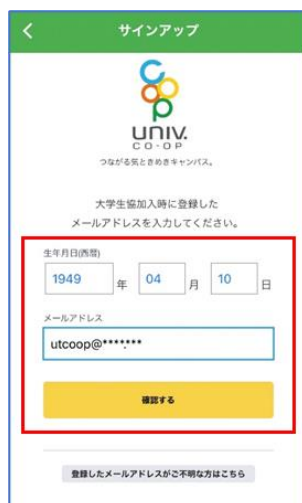 サインアップ
coop
UNIV.
CO-OP
つながる気ときめきキャンパス。
大学生協加入時に登録した
メールアドレスを入力してください。
生年月日(西暦)
1949 年 04 月 10 日
メールアドレス
utcoop@*******
確認する
登録したメールアドレスがご不明な方はこちら